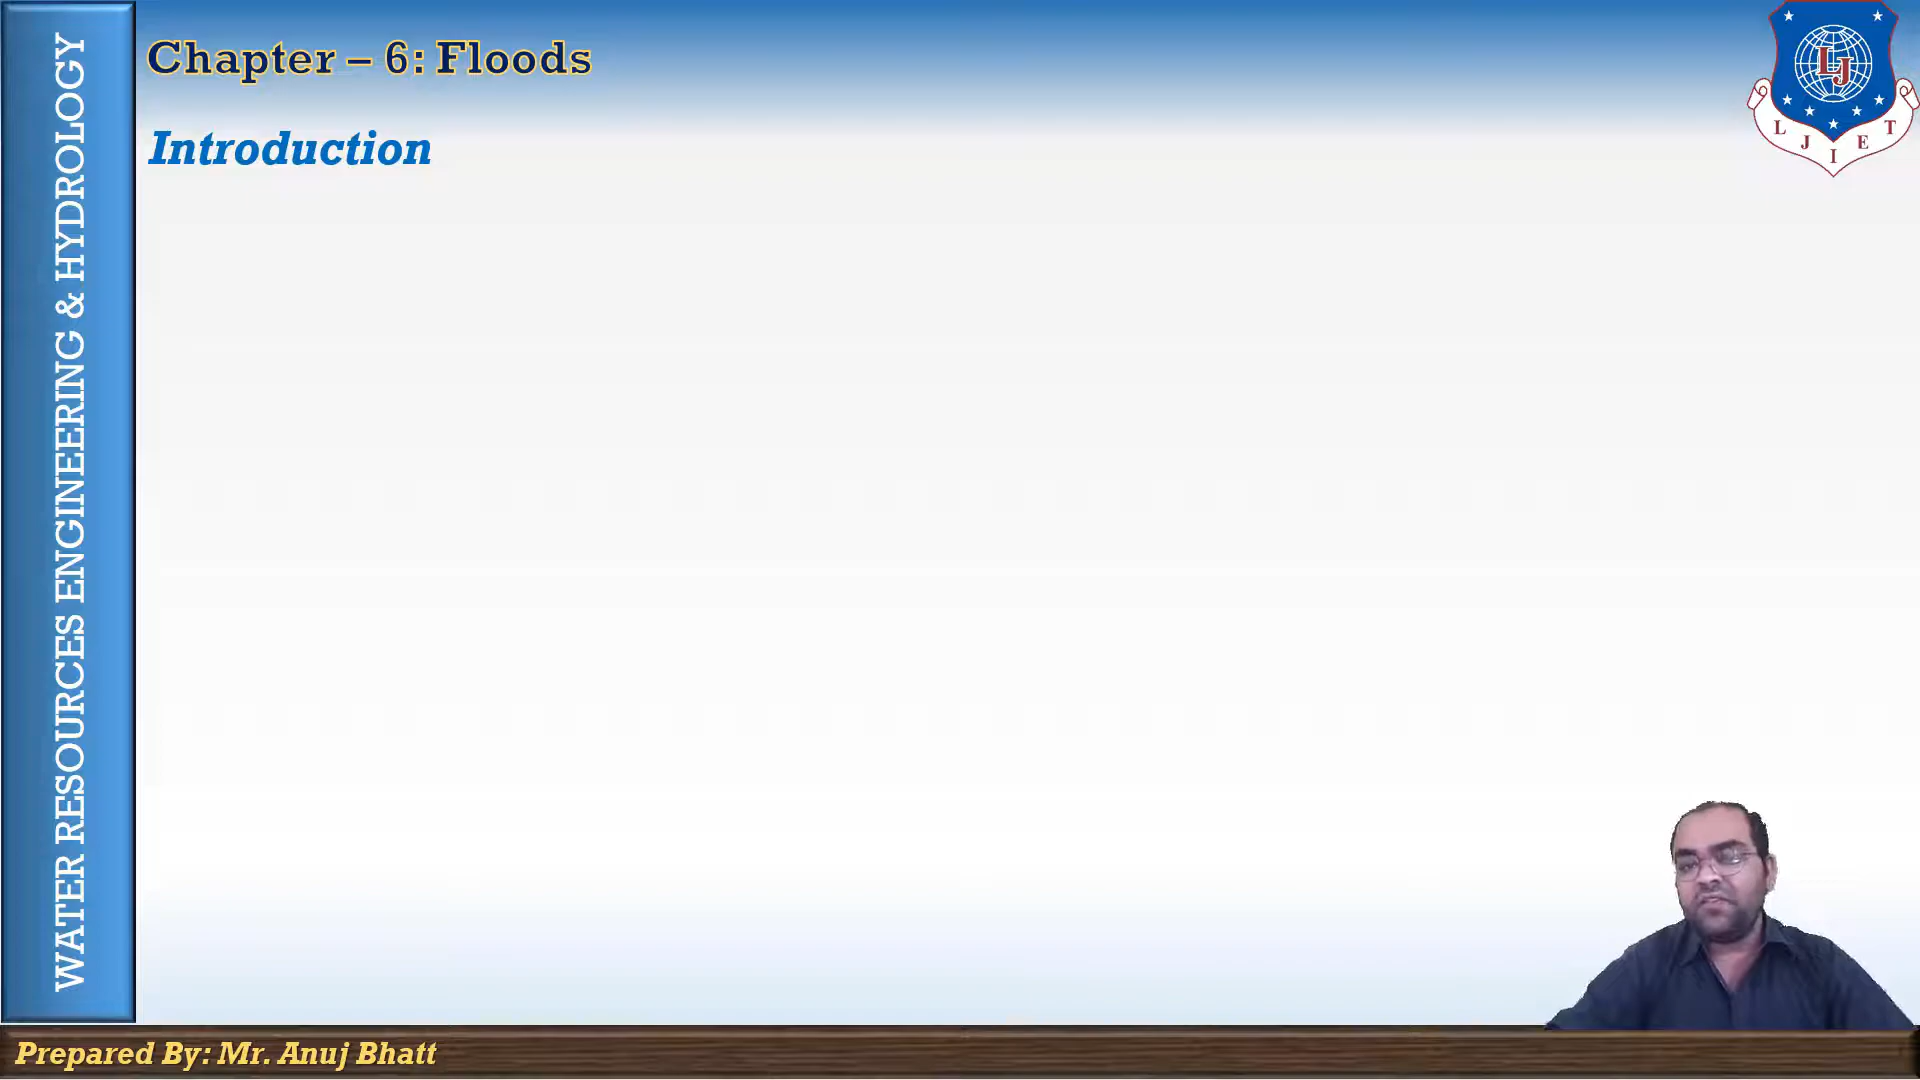 WATER RESOURCES ENGINEERING & HYDROLOGY
Chapter – 6: Floods
Introduction
LJ
L J I E T
Prepared By: Mr. Anuj Bhatt